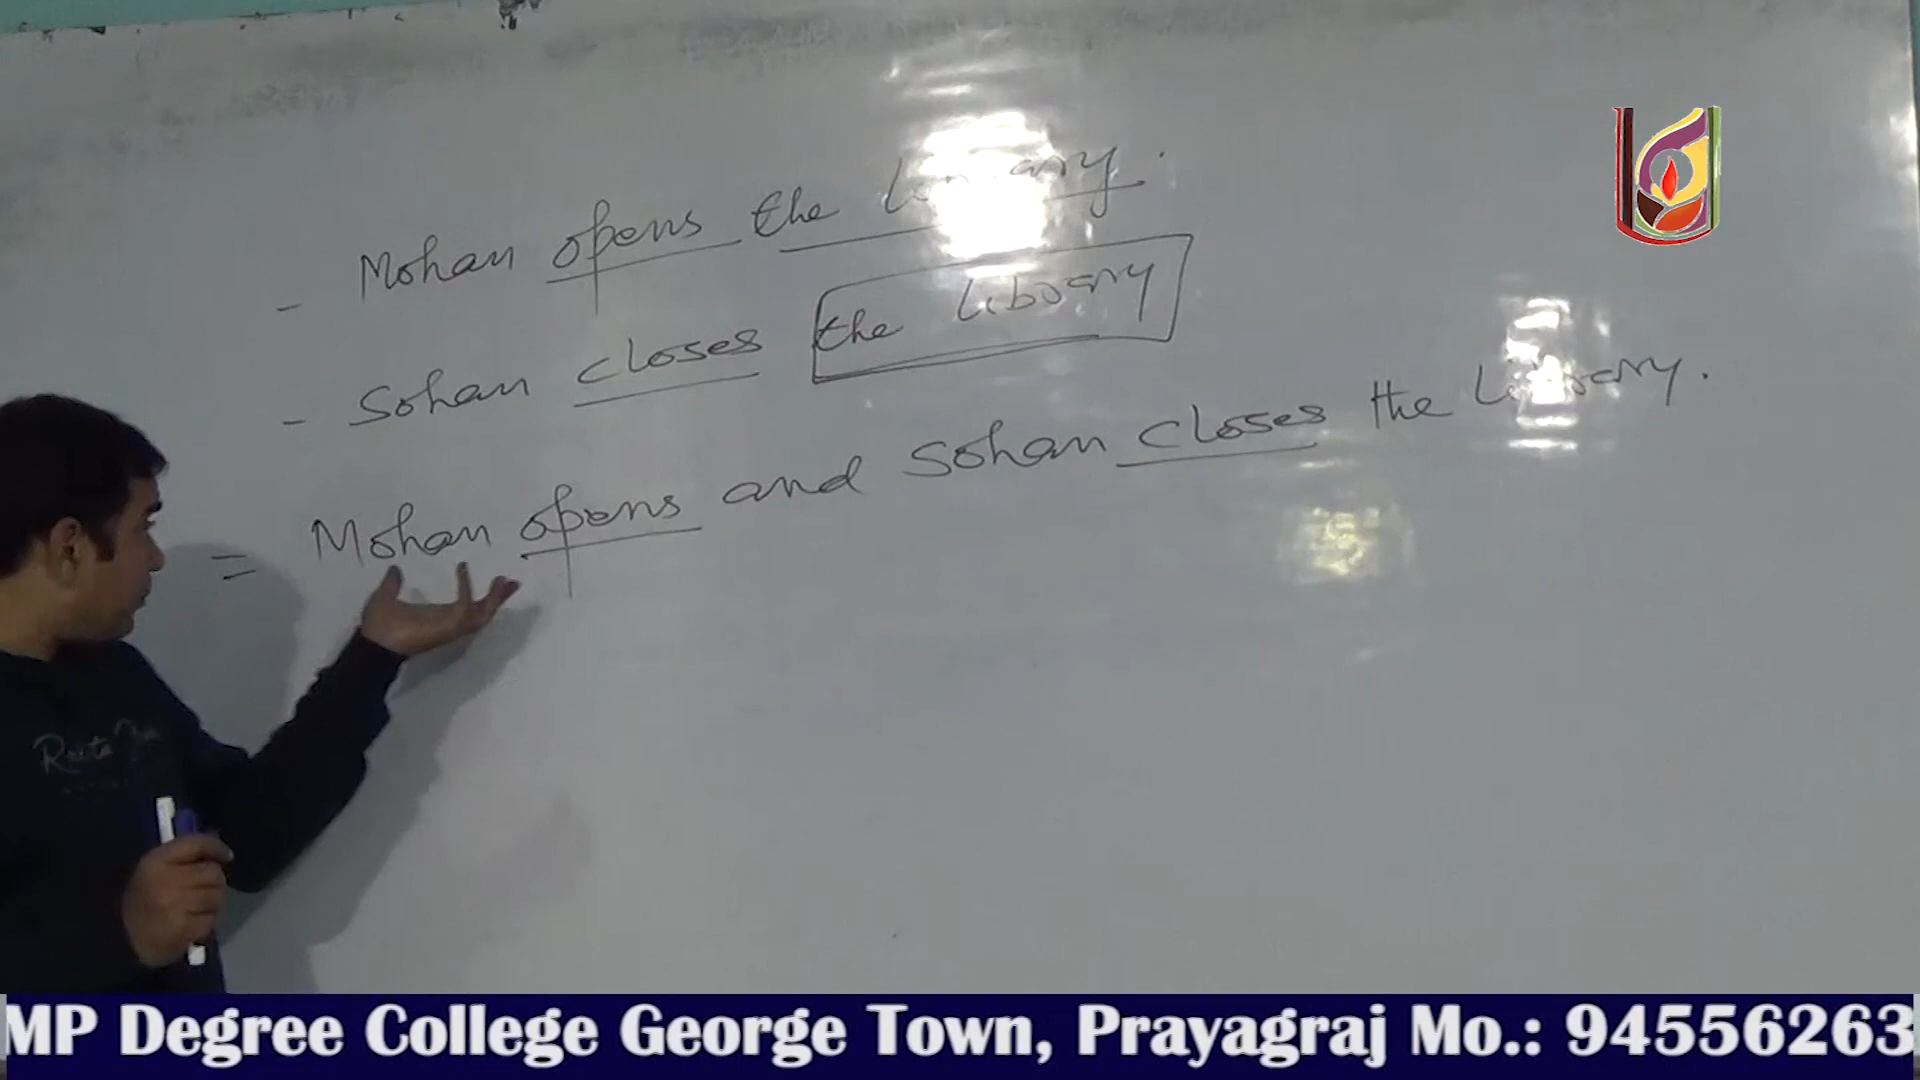 - Mohan opens the library.
- Sohan closes the library
= Mohan opens and Sohan closes the library.
MP Degree College George Town, Prayagraj Mo.: 94556263